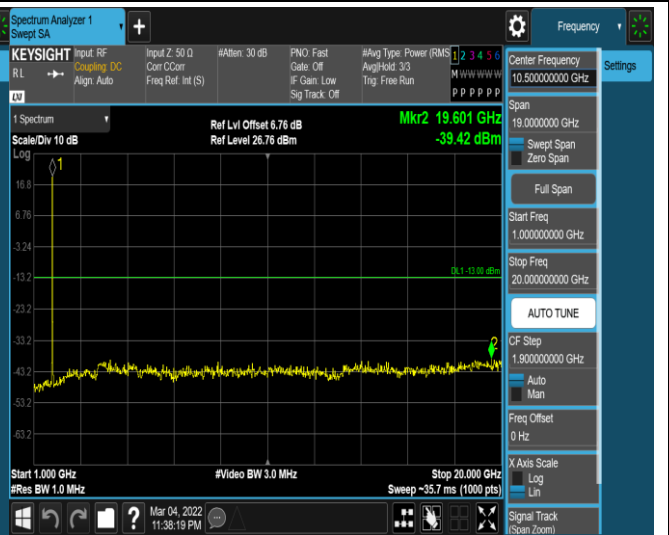 Spectrum Analyzer 1
Swept SA
+
Frequency
KEYSIGHT
RL
LXI
Input: RF
Coupling: DC
Align: Auto
Input Z: 50 Ω
Corr CCorr
Freq Ref: Int (S)
#Atten: 30 dB
PNO: Fast
Gate: Off
IF Gain: Low
Sig Track: Off
#Avg Type: Power (RMS
Avg|Hold: 3/3
Trig: Free Run
1 2 3 4 5 6
M W W W W W
P P P P P P
1 Spectrum
Scale/Div 10 dB
Ref Lvl Offset 6.76 dB
Ref Level 26.76 dBm
Mkr2 19.601 GHz
-39.42 dBm
Log
1
16.8
6.76
-3.24
-13.2
DL1 -13.00 dBm
-23.2
-33.2
2
-43.2
-53.2
-63.2
Start 1.000 GHz
#Res BW 1.0 MHz
#Video BW 3.0 MHz
Stop 20.000 GHz
Sweep ~35.7 ms (1000 pts)
?
Mar 04, 2022
11:38:19 PM
Center Frequency
10.500000000 GHz
Settings
Span
19.0000000 GHz
Swept Span
Zero Span
Full Span
Start Freq
1.000000000 GHz
Stop Freq
20.000000000 GHz
AUTO TUNE
CF Step
1.900000000 GHz
Auto
Man
Freq Offset
0 Hz
X Axis Scale
Log
Lin
Signal Track
(Span Zoom)